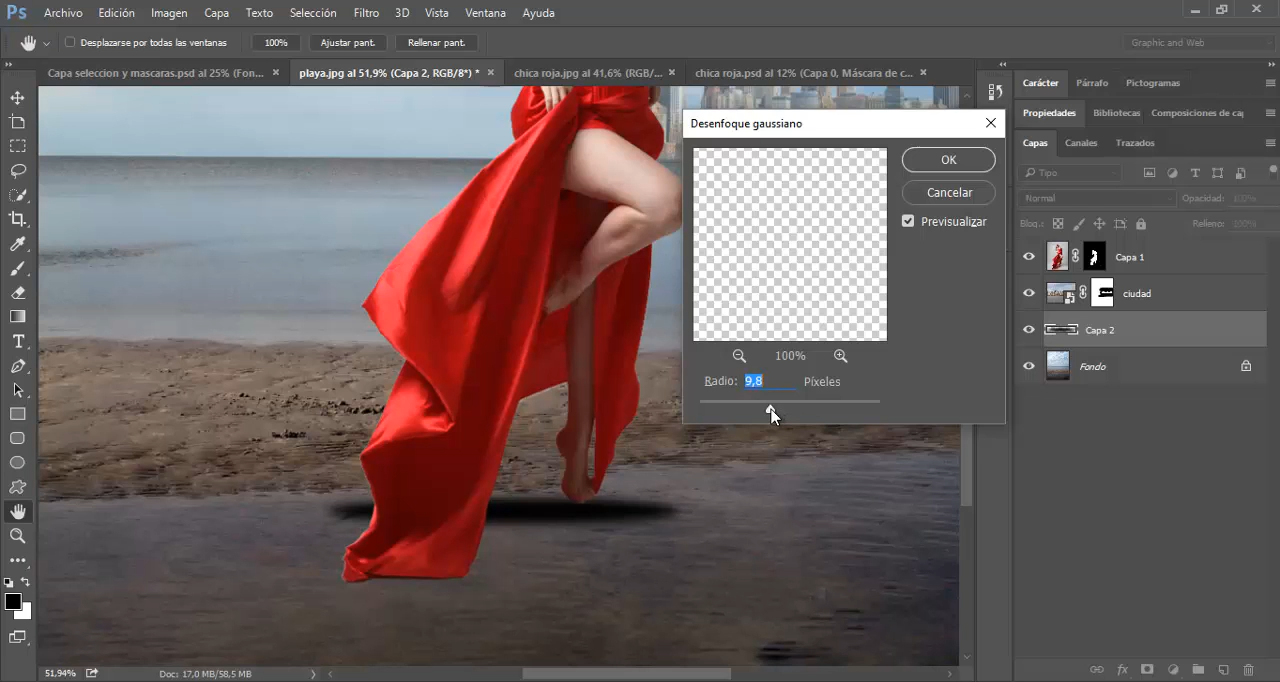 Ps Archivo Edición Imagen Capa Texto Selección Filtro 3D Vista Ventana Ayuda
Desplazarse por todas las ventanas 100% Ajustar pant. Rellenar pant. Graphic and Web
Capa seleccion y mascaras.psd al 25% (Fon... × playa.jpg al 51,9% (Capa 2, RGB/8*) * × chica roja.jpg al 41,6% (RGB/... × chica roja.psd al 12% (Capa 0, Máscara de c... ×
Carácter Párrafo Pictogramas
Propiedades Bibliotecas Composiciones de cap
Capas Canales Trazados
Tipo
Normal Opacidad: 100%
Bloq.: Relleno: 100%
Capa 1
ciudad
Capa 2
Fondo
Desenfoque gaussiano
OK
Cancelar
Previsualizar
100%
Radio: 9,8 Píxeles
T
51,94% Doc: 17,0 MB/58,5 MB